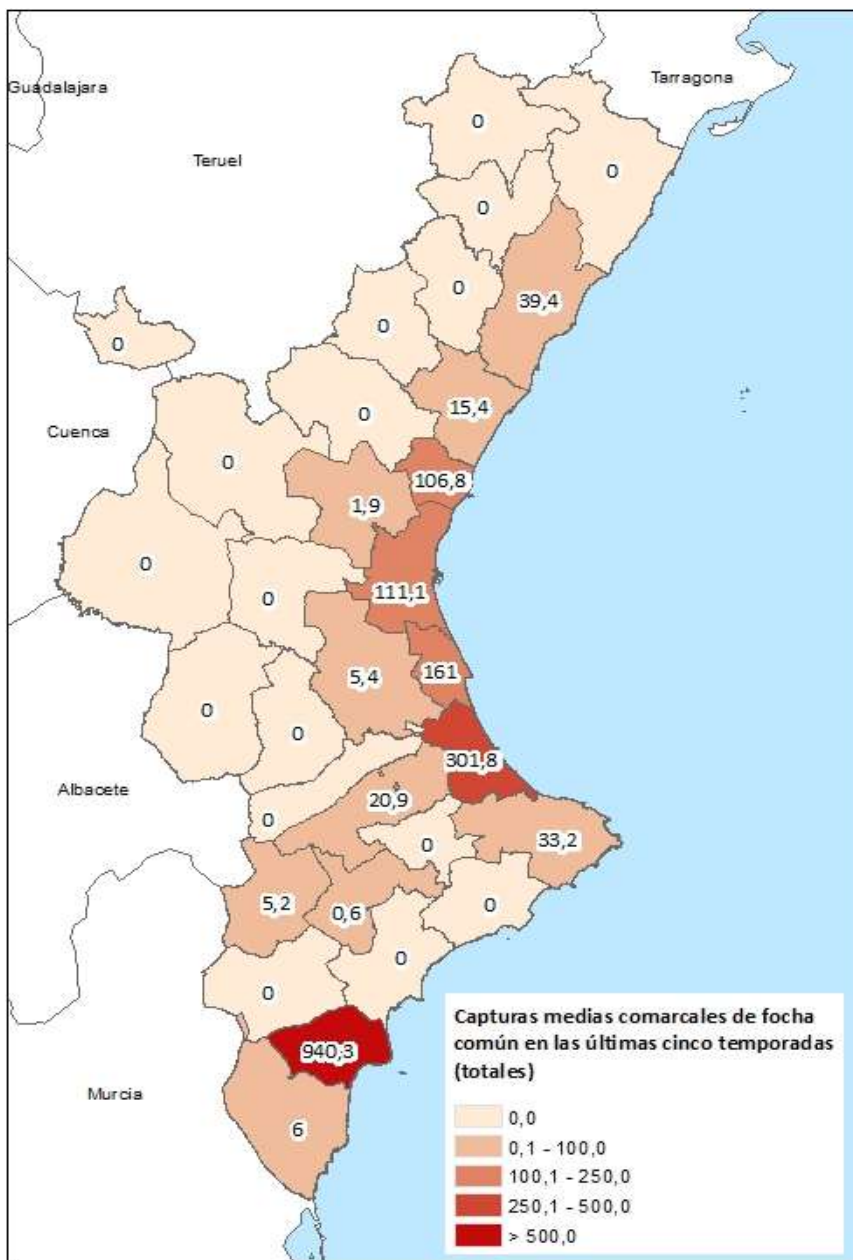 Tarragona
Guadalajara
0
Teruel
0
0
0
39,4
0
0
15,4
0
Cuenca
0
106,8
1,9
0
111,1
0
161
5,4
0
0
301,8
Albacete
20,9
0
33,2
0
5,2
0,6
0
0
0
940,3
Murcia
6
Capturas medias comarcales de focha
común en las últimas cinco temporadas
(totales)
0,0
0,1 - 100,0
100,1 - 250,0
250,1 - 500,0
> 500,0